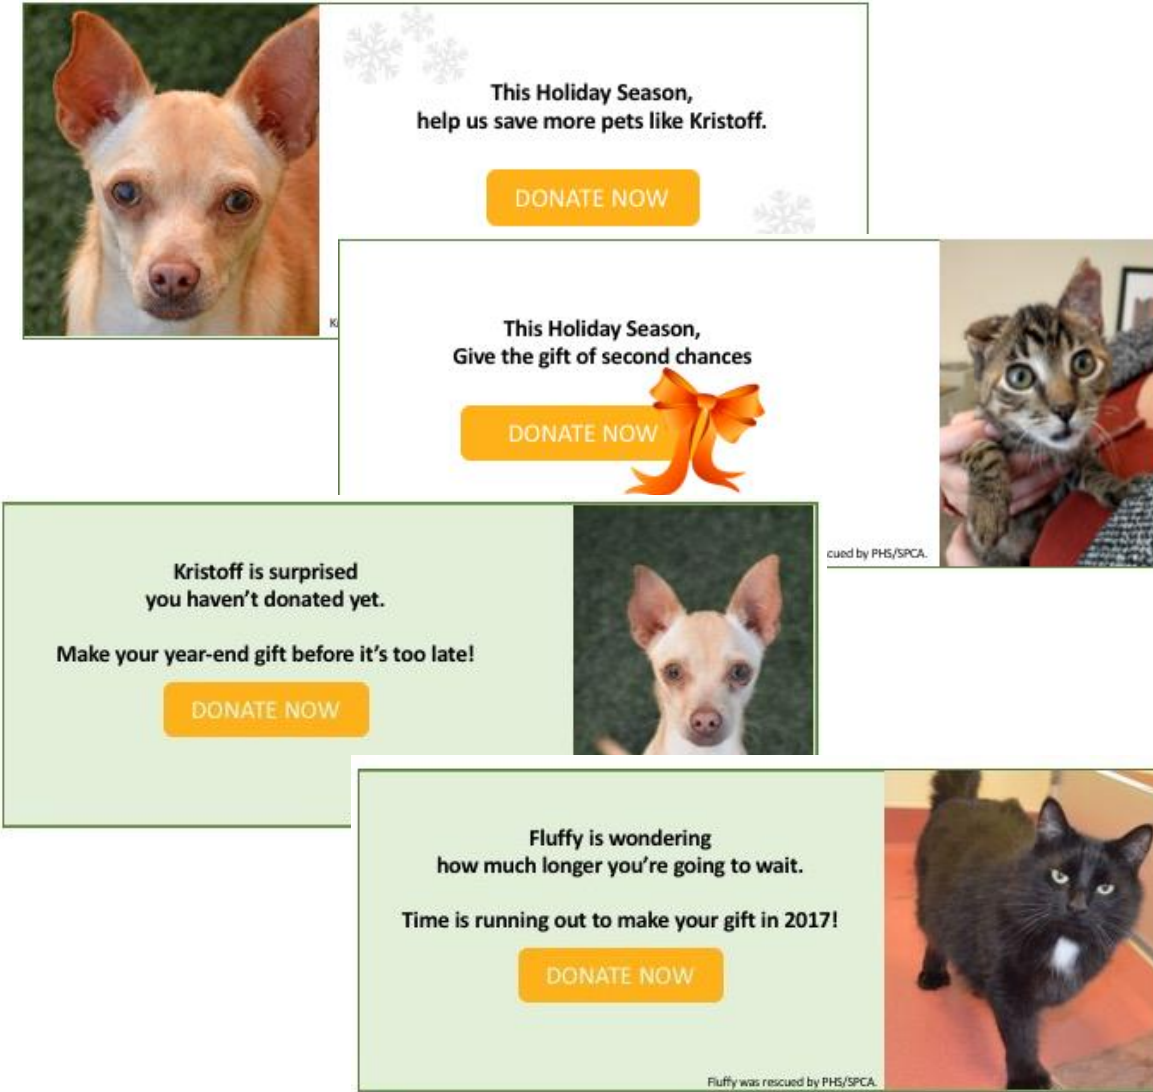 This Holiday Season,
help us save more pets like Kristoff.
DONATE NOW
This Holiday Season,
Give the gift of second chances
DONATE NOW
by PHS/SPCA.
Kristoff is surprised
you haven't donated yet.
Make your year-end gift before it's too late!
DONATE NOW
Fluffy is wondering
how much longer you're going to wait.
Time is running out to make your gift in 2017!
DONATE NOW
Fluffy was rescued by PHS/SPCA.